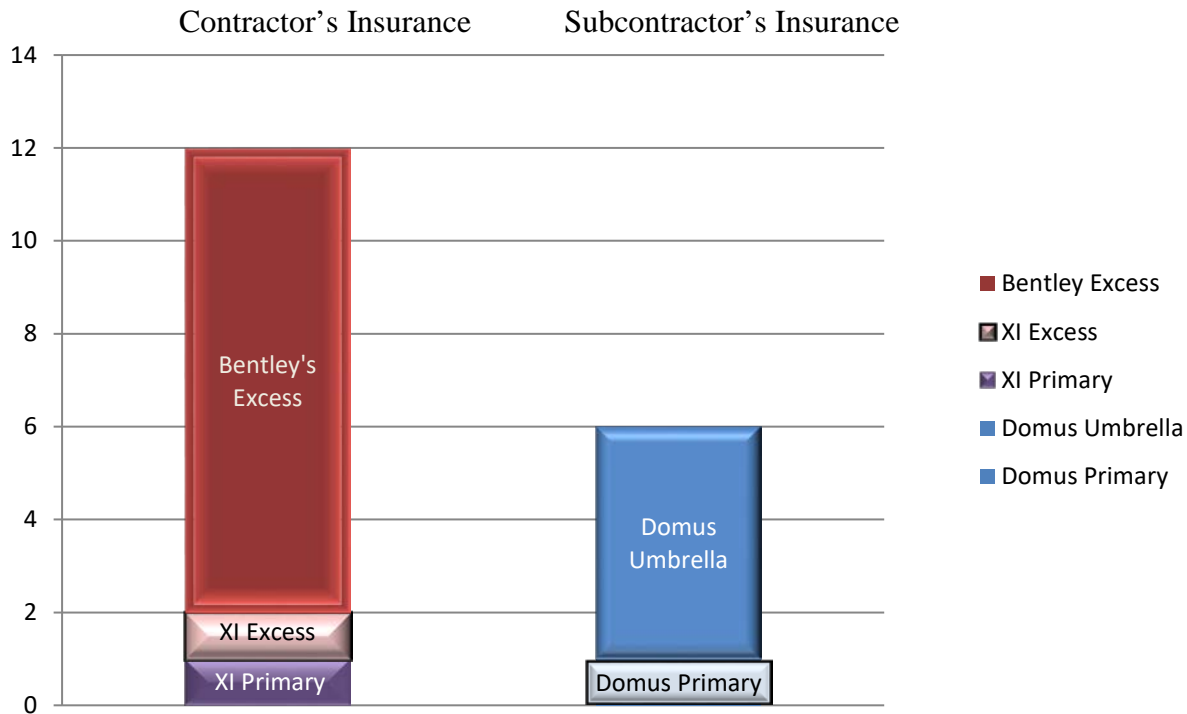 Contractor’s Insurance Subcontractor’s Insurance
14
12
10
8
6
4
2
0
Bentley's
Excess
XI Excess
XI Primary
Domus
Umbrella
Domus Primary
Bentley Excess
XI Excess
XI Primary
Domus Umbrella
Domus Primary